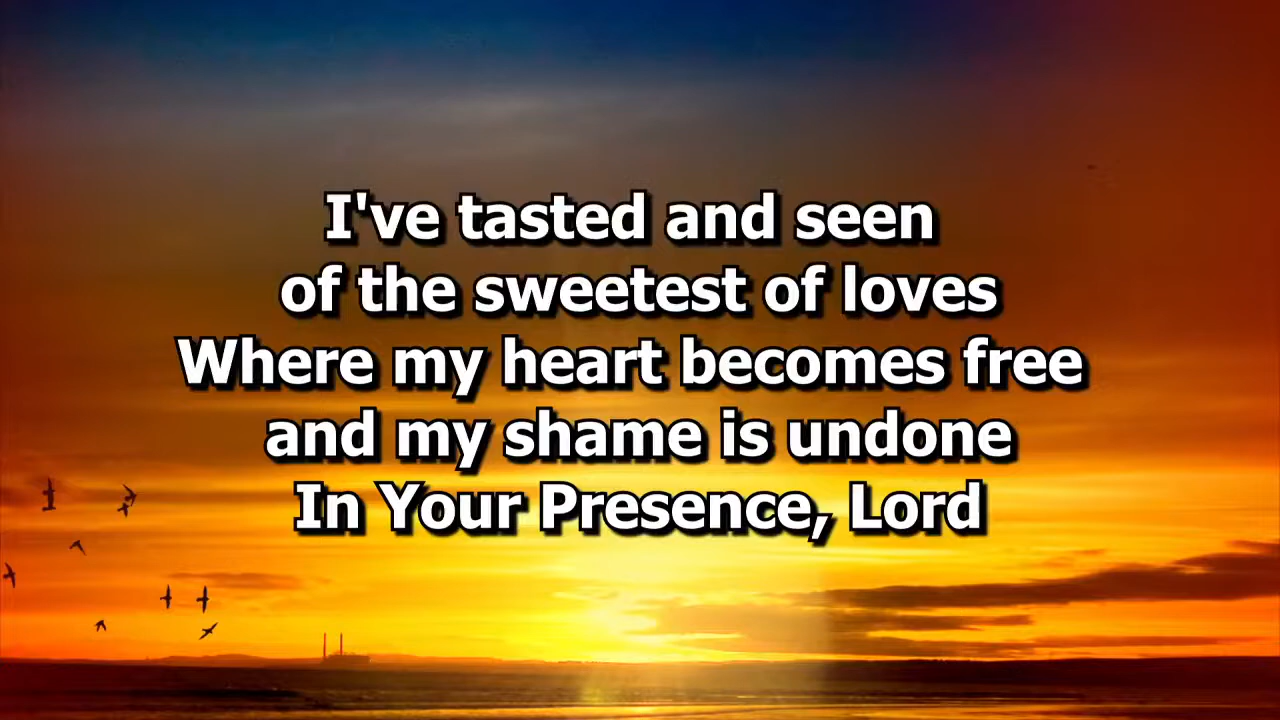 I've tasted and seen
of the sweetest of loves
Where my heart becomes free
and my shame is undone
In Your Presence, Lord